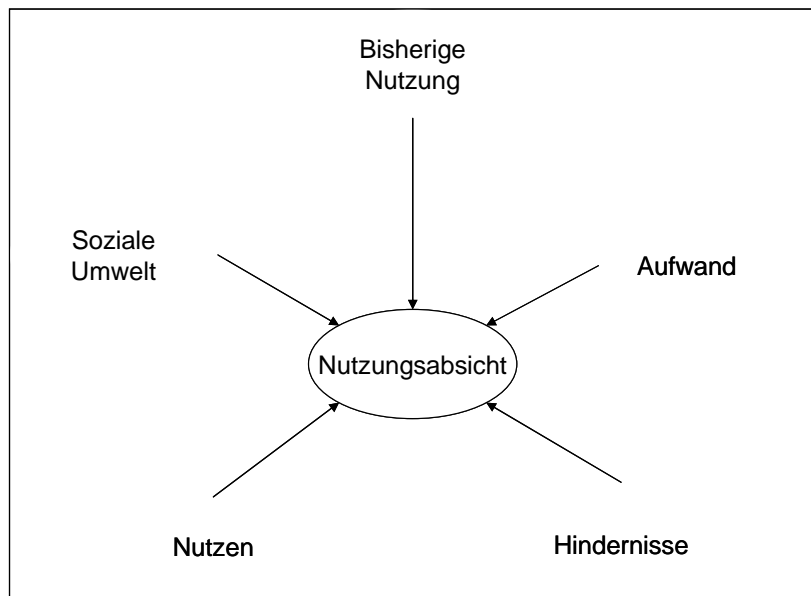 Bisherige
Nutzung
Soziale
Umwelt
Aufwand
Nutzungsabsicht
Nutzen
Hindernisse